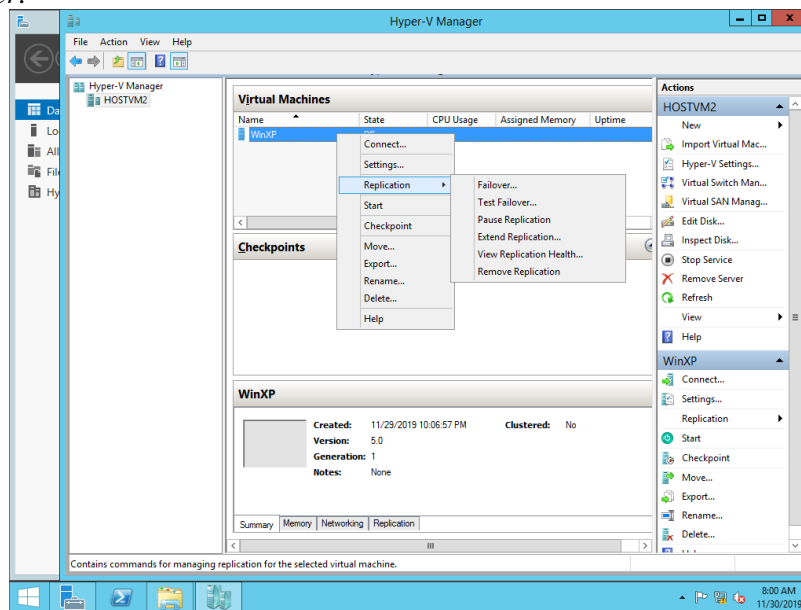 Hyper-V Manager
File Action View Help
Hyper-V Manager
HOSTVM2
Da
Lo
All
File
Hy
Virtual Machines
Name State CPU Usage Assigned Memory Uptime
WinXP Off
Connect...
Settings...
Replication
Start
Checkpoint
Move...
Export...
Rename...
Delete...
Help
Failover...
Test Failover...
Pause Replication
Extend Replication...
View Replication Health...
Remove Replication
Checkpoints
WinXP
Created: 11/29/2019 10:06:57 PM Clustered: No
Version: 5.0
Generation: 1
Notes: None
Summary Memory Networking Replication
Actions
HOSTVM2
New
Import Virtual Mac...
Hyper-V Settings...
Virtual Switch Man...
Virtual SAN Manag...
Edit Disk...
Inspect Disk...
Stop Service
Remove Server
Refresh
View
Help
WinXP
Connect...
Settings...
Replication
Start
Checkpoint
Move...
Export...
Rename...
Delete...
Contains commands for managing replication for the selected virtual machine.
8:00 AM
11/30/2019